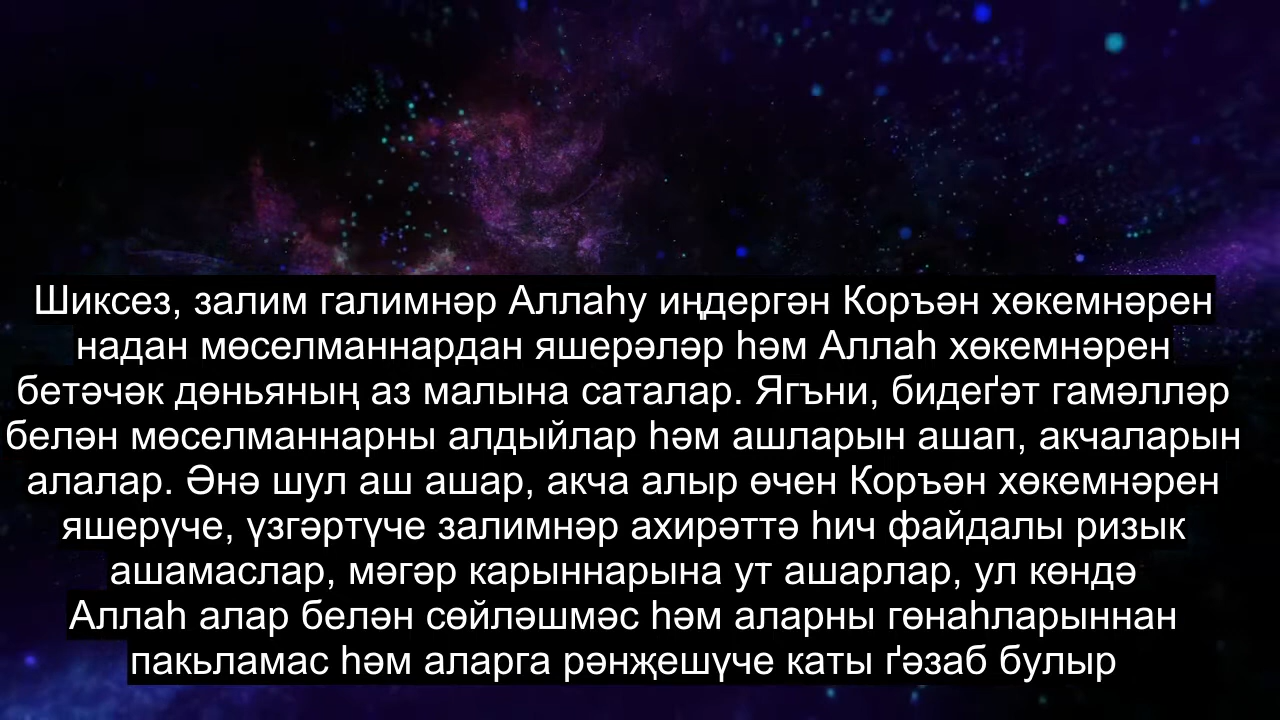 Шиксез, залим галимнәр Аллаһу иңдергән Коръән хөкемнәрен
надан мөселманнардан яшерәләр һәм Аллаһ хөкемнәрен
бетәчәк дөньяның аз малына саталар. Ягъни, бидеґәт гамәлләр
белән мөселманнарны алдыйлар һәм ашларын ашап, акчаларын
алалар. Әнә шул аш ашар, акча алыр өчен Коръән хөкемнәрен
яшерүче, үзгәртүче залимнәр ахирәттә һич файдалы ризык
ашамаслар, мәгәр карыннарына ут ашарлар, ул көндә
Аллаһ алар белән сөйләшмәс һәм аларны гөнаһларыннан
пакьламас һәм аларга рәнҗешүче каты ґәзаб булыр